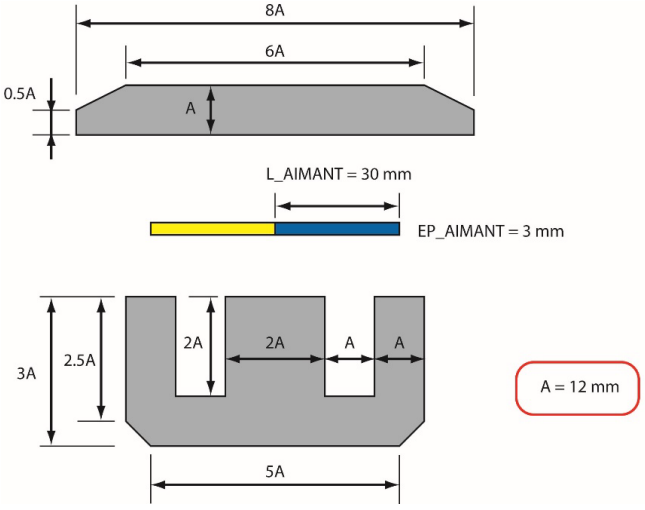 8A
6A
0.5A
A
L_AIMANT = 30 mm
EP_AIMANT = 3 mm
3A
2.5A
2A
2A
A
A
A = 12 mm
5A